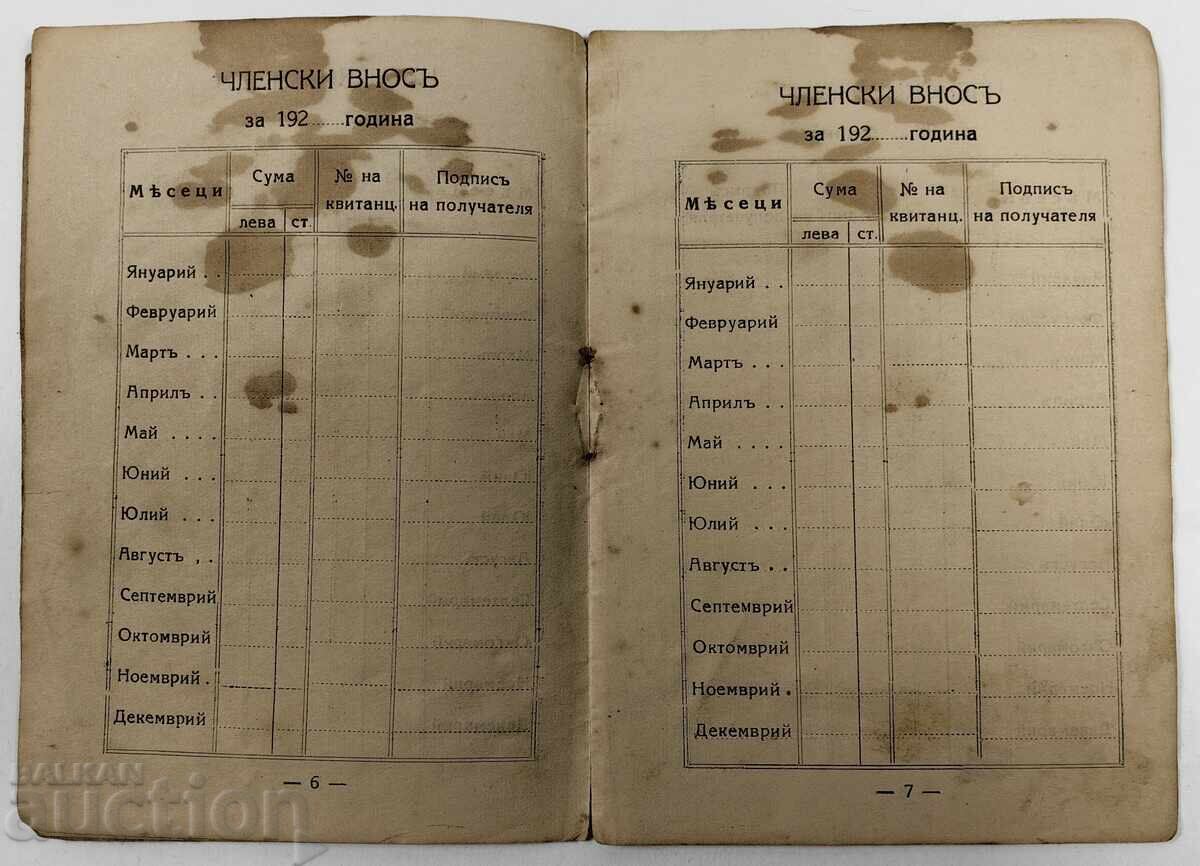 ЧЛЕНСКИ ВНОСЪ
за 192....... година
Мѣсеци Сума № на квитанц. Подписъ на получателя
лева ст.
Януарий . .
Февруарий
Мартъ . . .
Априлъ . .
Май . . . .
Юний . . .
Юлий . . .
Августъ . .
Септемврий
Октомврий
Ноемврий .
Декемврий
— 6 —
ЧЛЕНСКИ ВНОСЪ
за 192........ година
Мѣсеци Сума № на квитанц. Подписъ на получателя
лева ст.
Януарий . .
Февруарий
Мартъ . . .
Априлъ . .
Май . . . .
Юний . . .
Юлий . . .
Августъ . .
Септемврий
Октомврий
Ноемврий .
Декемврий
— 7 —
BALKAN
auction